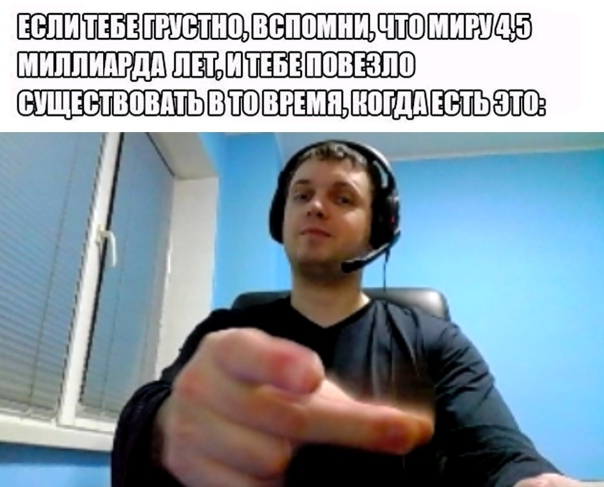 ЕСЛИ ТЕБЕ ГРУСТНО, ВСПОМНИ, ЧТО МИРУ 4,5
МИЛЛИАРДА ЛЕТ, И ТЕБЕ ПОВЕЗЛО
СУЩЕСТВОВАТЬ В ТО ВРЕМЯ, КОГДА ЕСТЬ ЭТО: